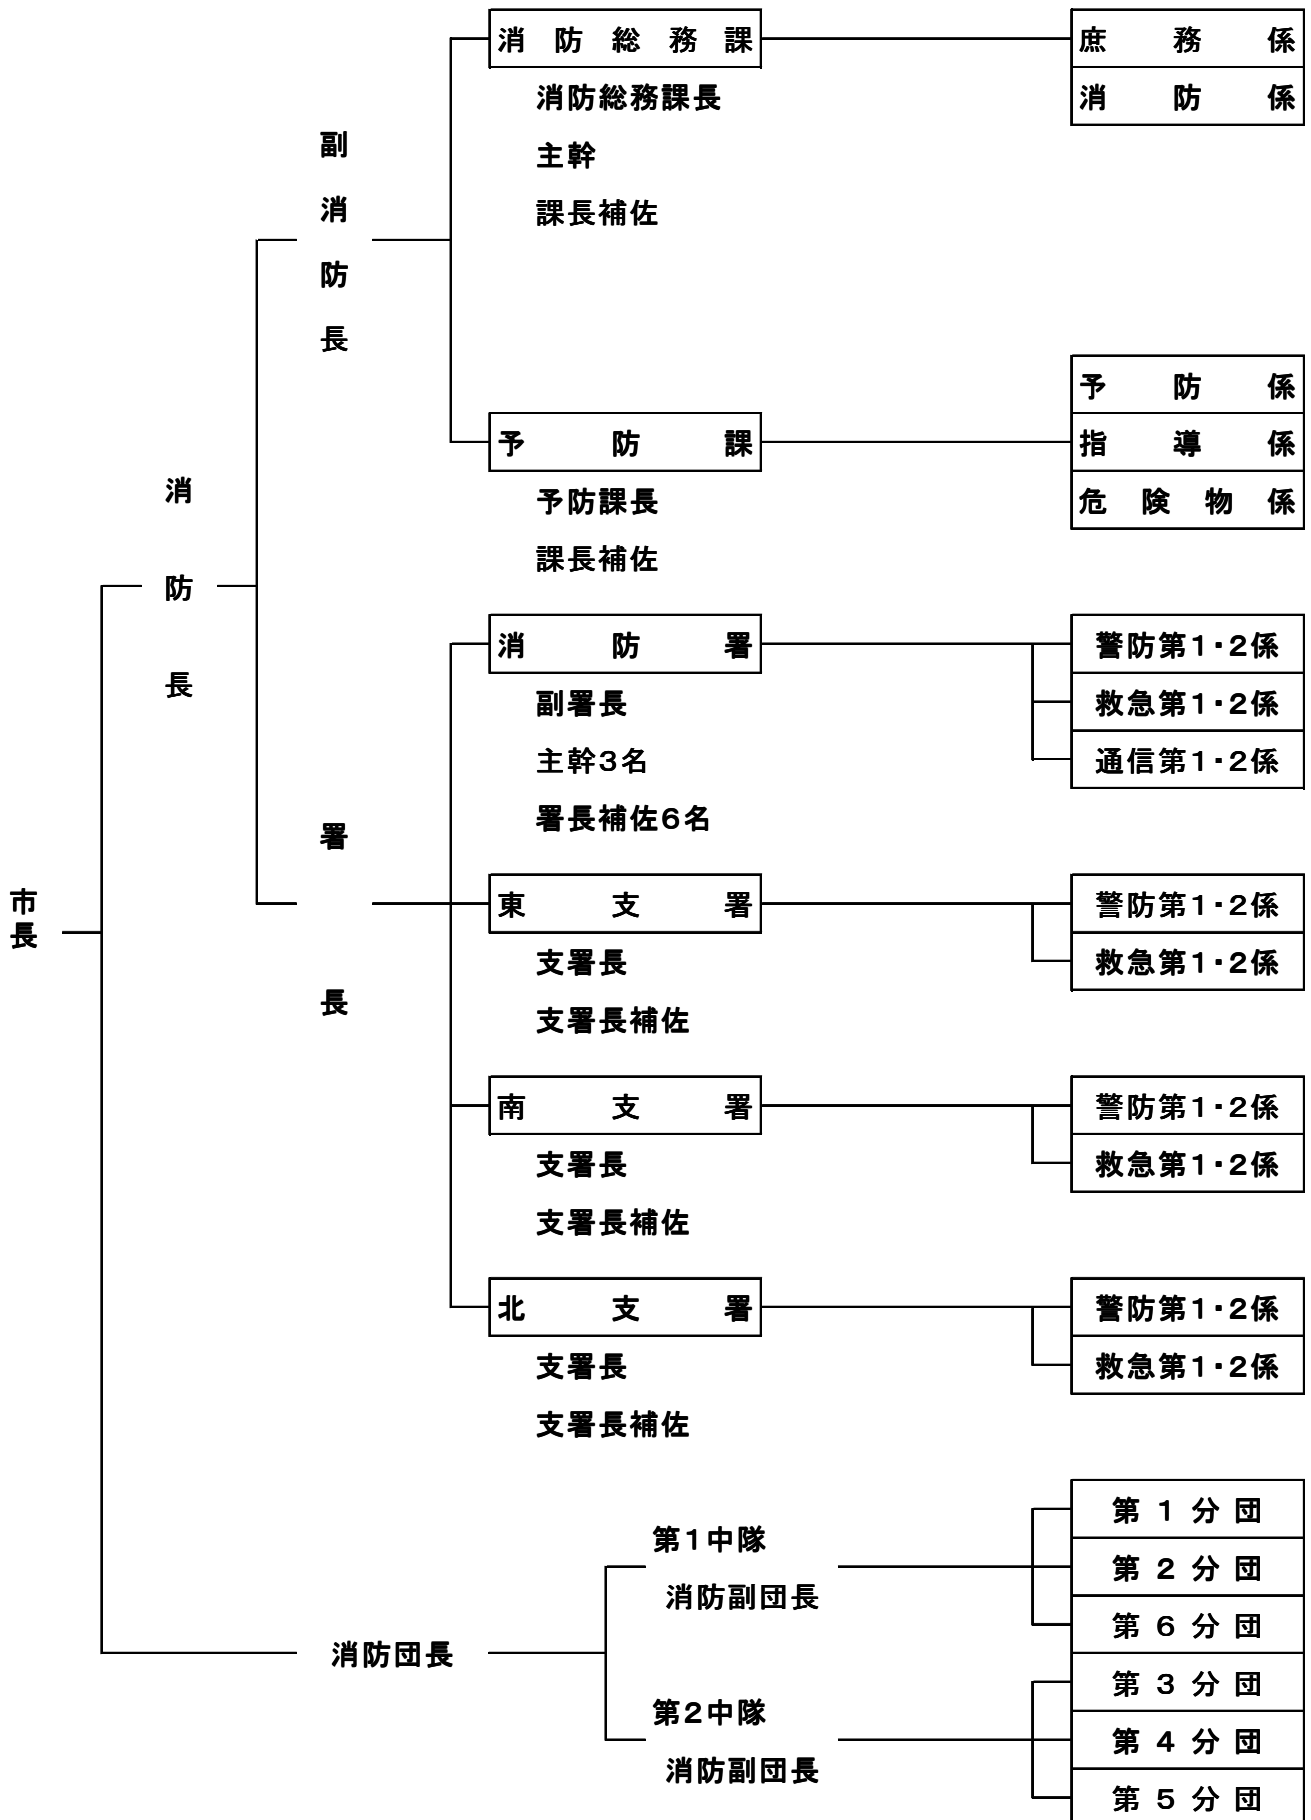 市長
消防長
副消防長
消防総務課
消防総務課長
主幹
課長補佐
庶務係
消防係
予防課
予防課長
課長補佐
予防係
指導係
危険物係
署長
消防署
副署長
主幹3名
署長補佐6名
警防第1・2係
救急第1・2係
通信第1・2係
東支署
支署長
支署長補佐
警防第1・2係
救急第1・2係
南支署
支署長
支署長補佐
警防第1・2係
救急第1・2係
北支署
支署長
支署長補佐
警防第1・2係
救急第1・2係
消防団長
第1中隊
消防副団長
第1分団
第2分団
第6分団
第2中隊
消防副団長
第3分団
第4分団
第5分団